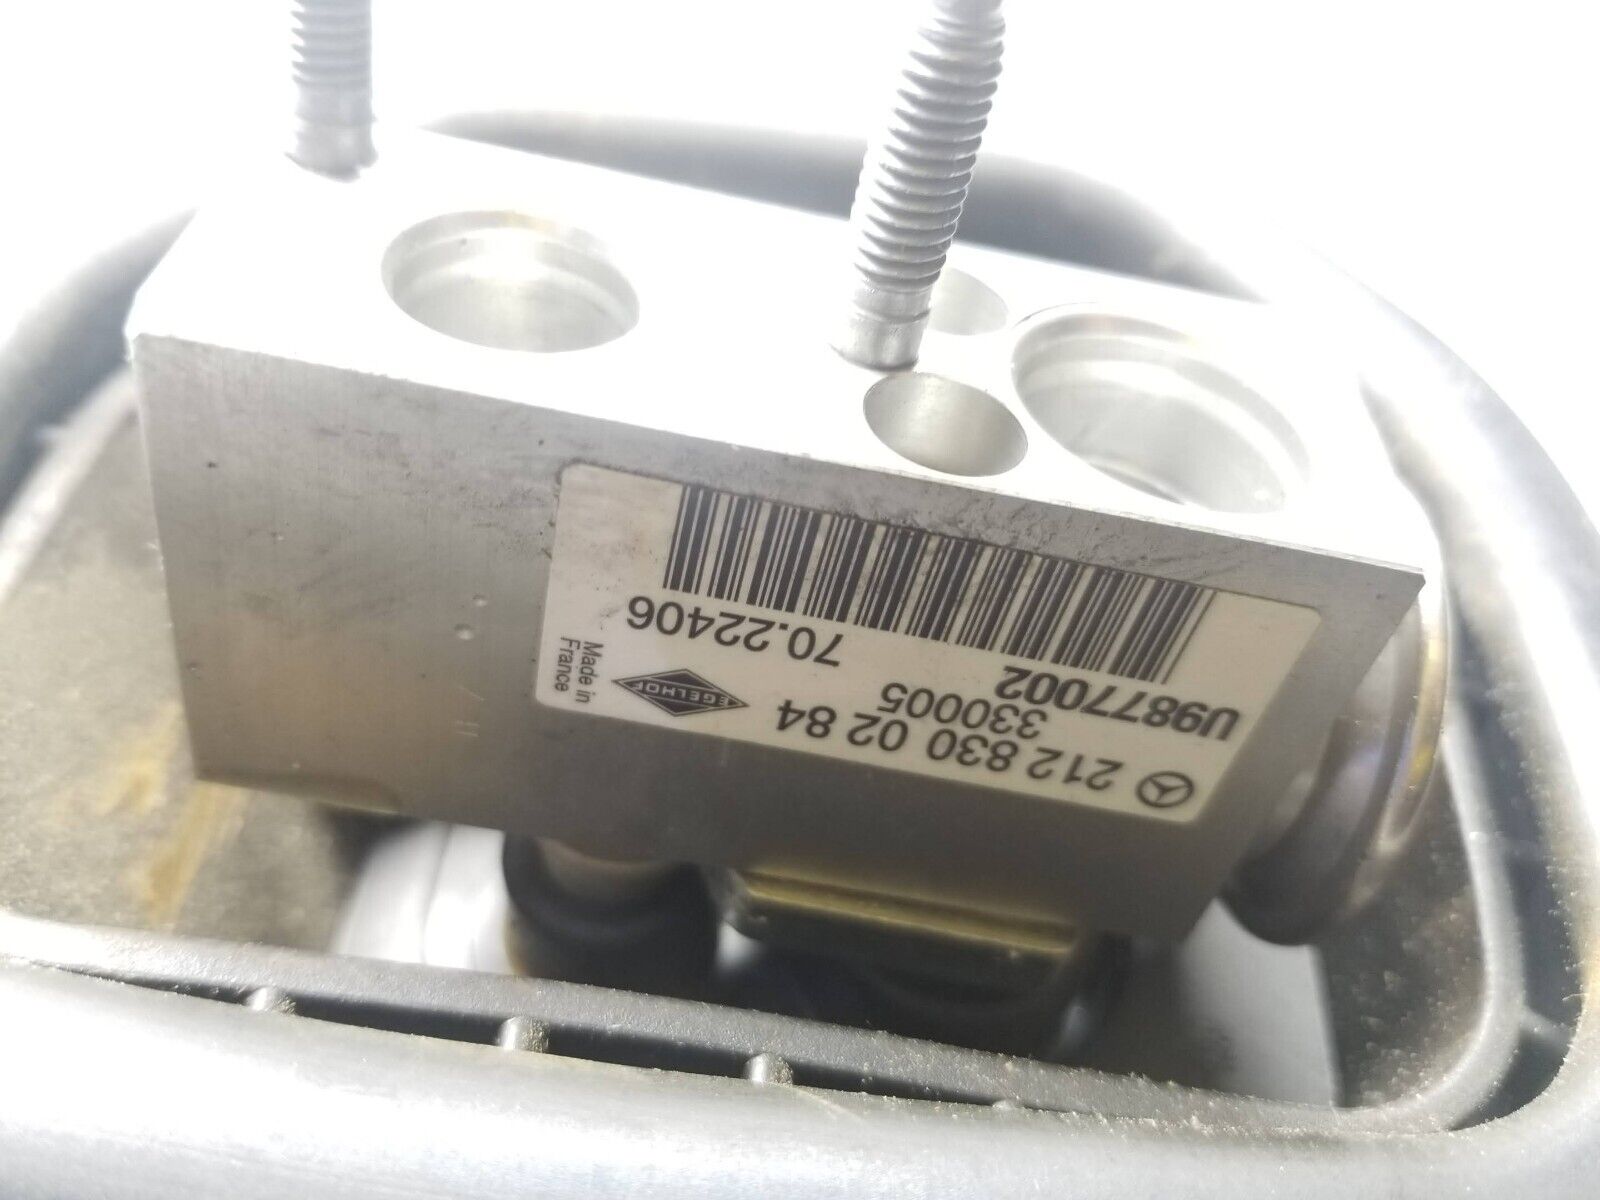 212 830 02 84
330005
U9877002
EGELHOF
70.22406
Made in
France